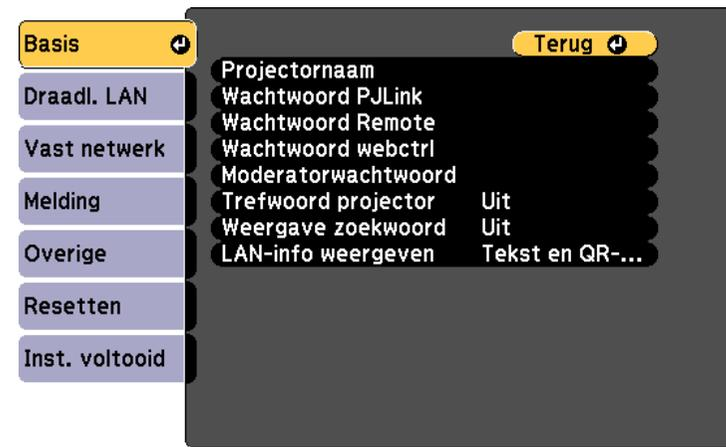 Basis
Draadl. LAN
Vast netwerk
Melding
Overige
Resetten
Inst. voltooid
Terug
Projectornaam
Wachtwoord PJLink
Wachtwoord Remote
Wachtwoord webctrl
Moderatorwachtwoord
Trefwoord projector Uit
Weergave zoekwoord Uit
LAN-info weergeven Tekst en QR-...